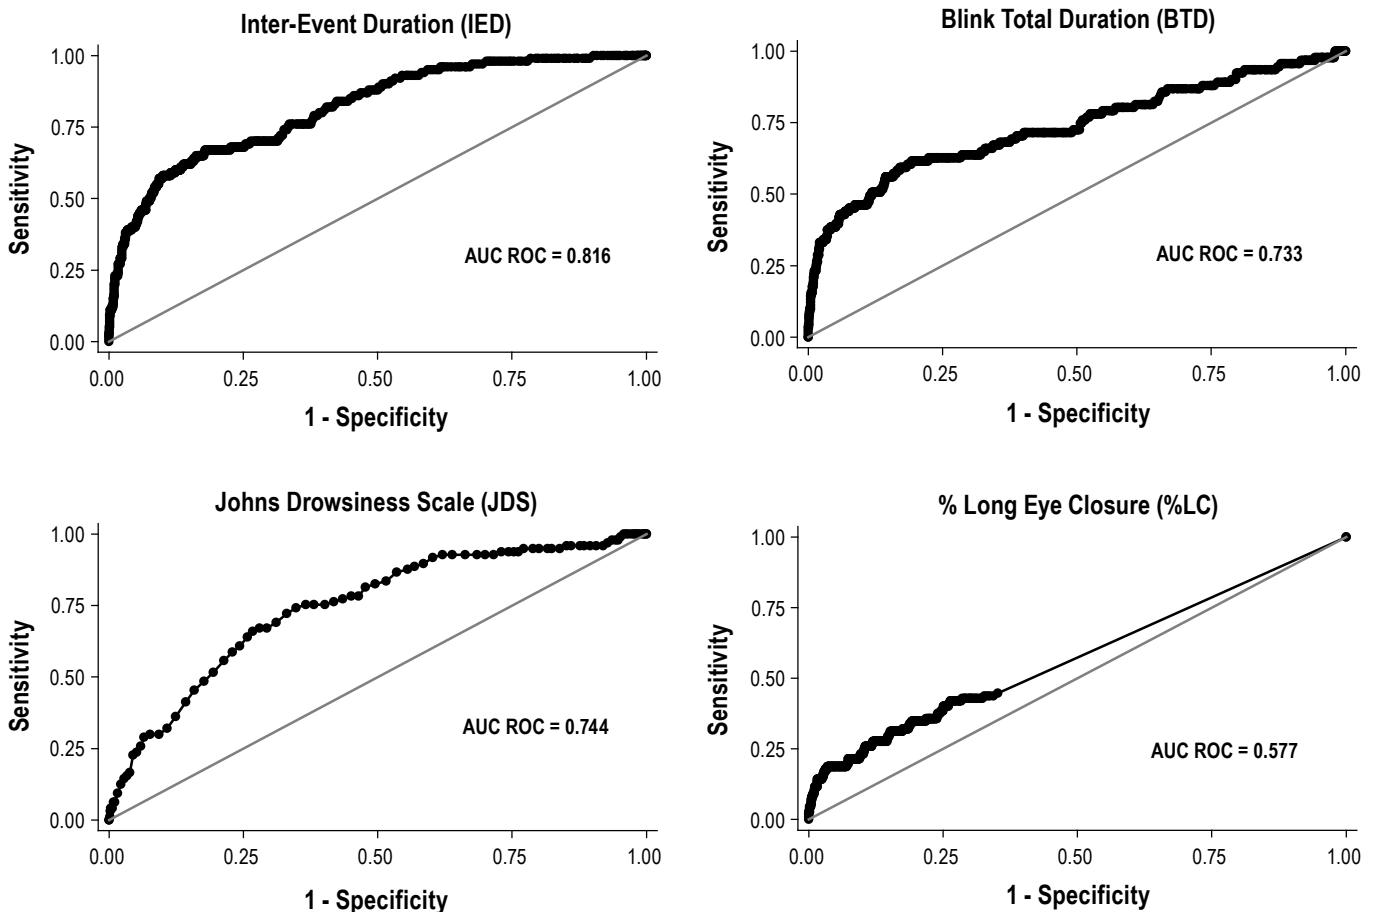 Inter-Event Duration (IED)
1.00
0.75
0.50
0.25
0.00
Sensitivity
AUC ROC = 0.816
0.00 0.25 0.50 0.75 1.00
1 - Specificity
Blink Total Duration (BTD)
1.00
0.75
0.50
0.25
0.00
Sensitivity
AUC ROC = 0.733
0.00 0.25 0.50 0.75 1.00
1 - Specificity
Johns Drowsiness Scale (JDS)
1.00
0.75
0.50
0.25
0.00
Sensitivity
AUC ROC = 0.744
0.00 0.25 0.50 0.75 1.00
1 - Specificity
% Long Eye Closure (%LC)
1.00
0.75
0.50
0.25
0.00
Sensitivity
AUC ROC = 0.577
0.00 0.25 0.50 0.75 1.00
1 - Specificity